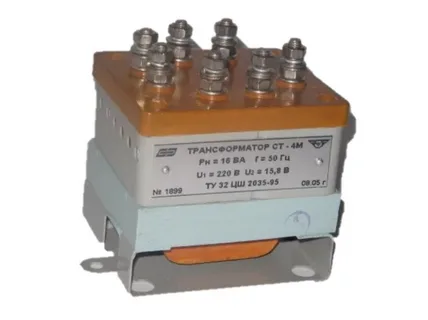 ТРАНСФОРМАТОР СТ - 4М
Рн = 16 ВА f = 50 Гц
U1 = 220 В U2 = 15,8 В
ТУ 32 ЦШ 2035-95
№ 1899 09.05 г